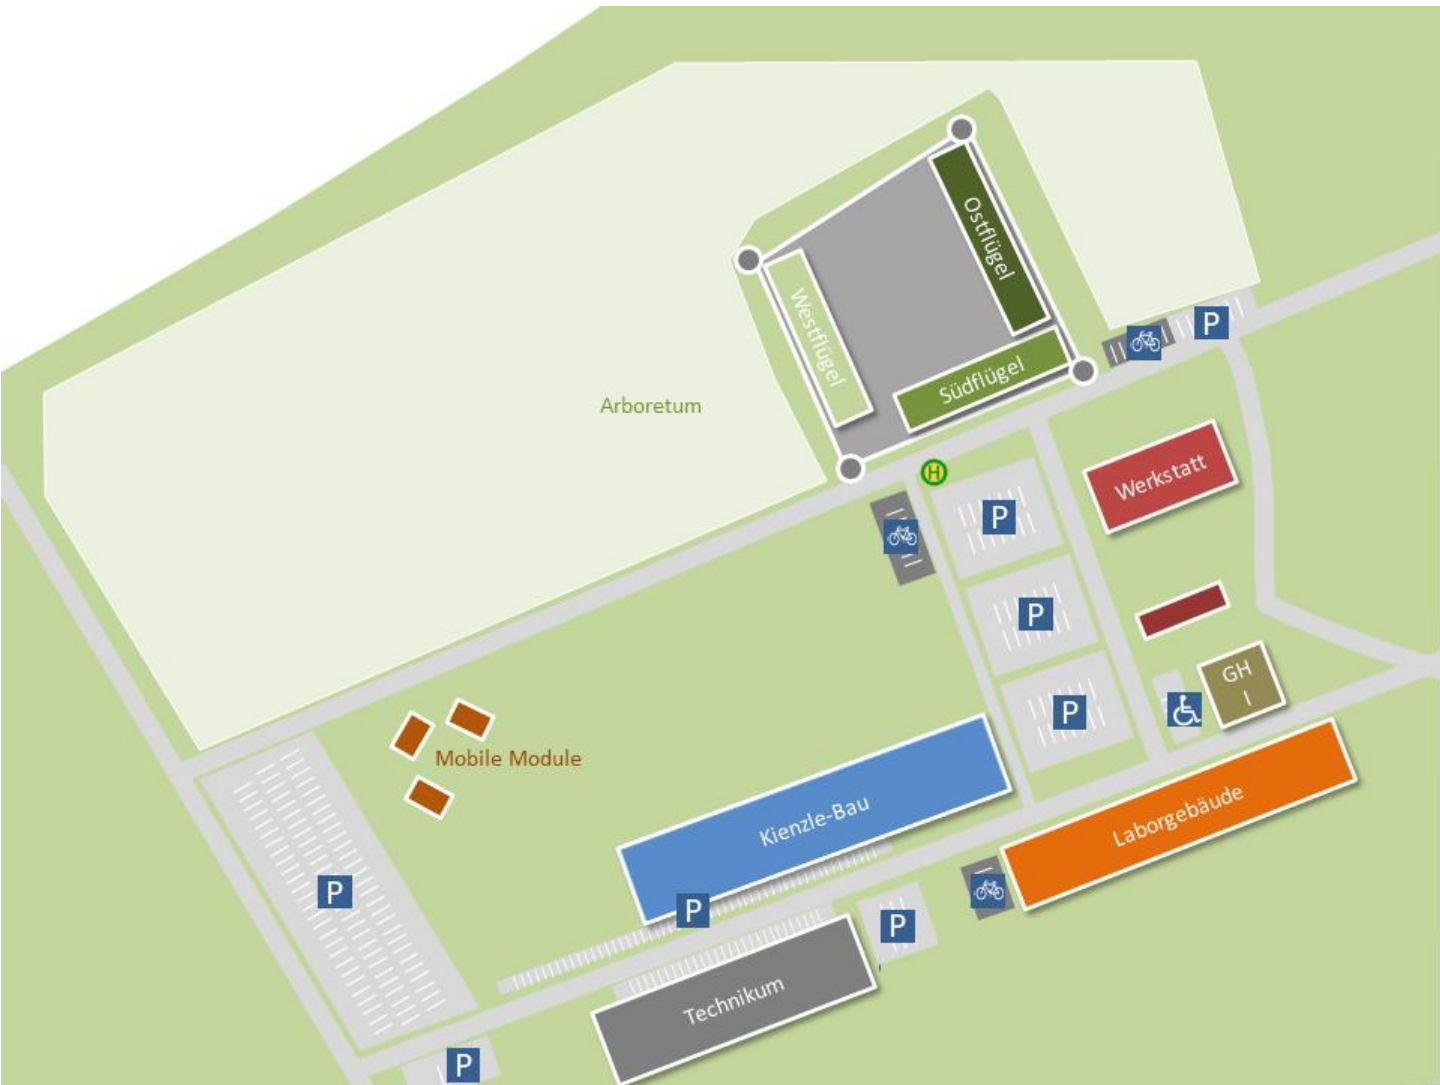 Ostflügel
Westflügel
P
Südflügel
Arboretum
H
Werkstatt
P
P
GH
I
P
Mobile Module
Kienzle-Bau
Laborgebäude
P
P
P
Technikum
P